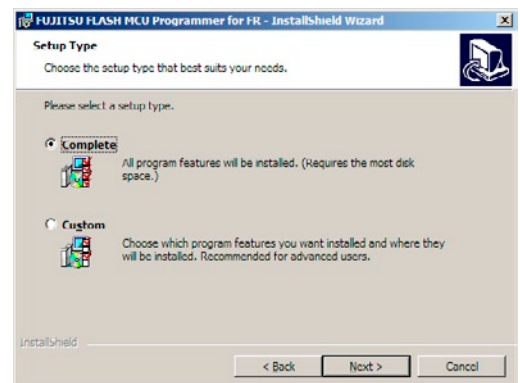 FUJITSU FLASH MCU Programmer for FR - InstallShield Wizard
Setup Type
Choose the setup type that best suits your needs.
Please select a setup type.
Complete
All program features will be installed. (Requires the most disk
space.)
Custom
Choose which program features you want installed and where they
will be installed. Recommended for advanced users.
InstallShield
< Back
Next >
Cancel